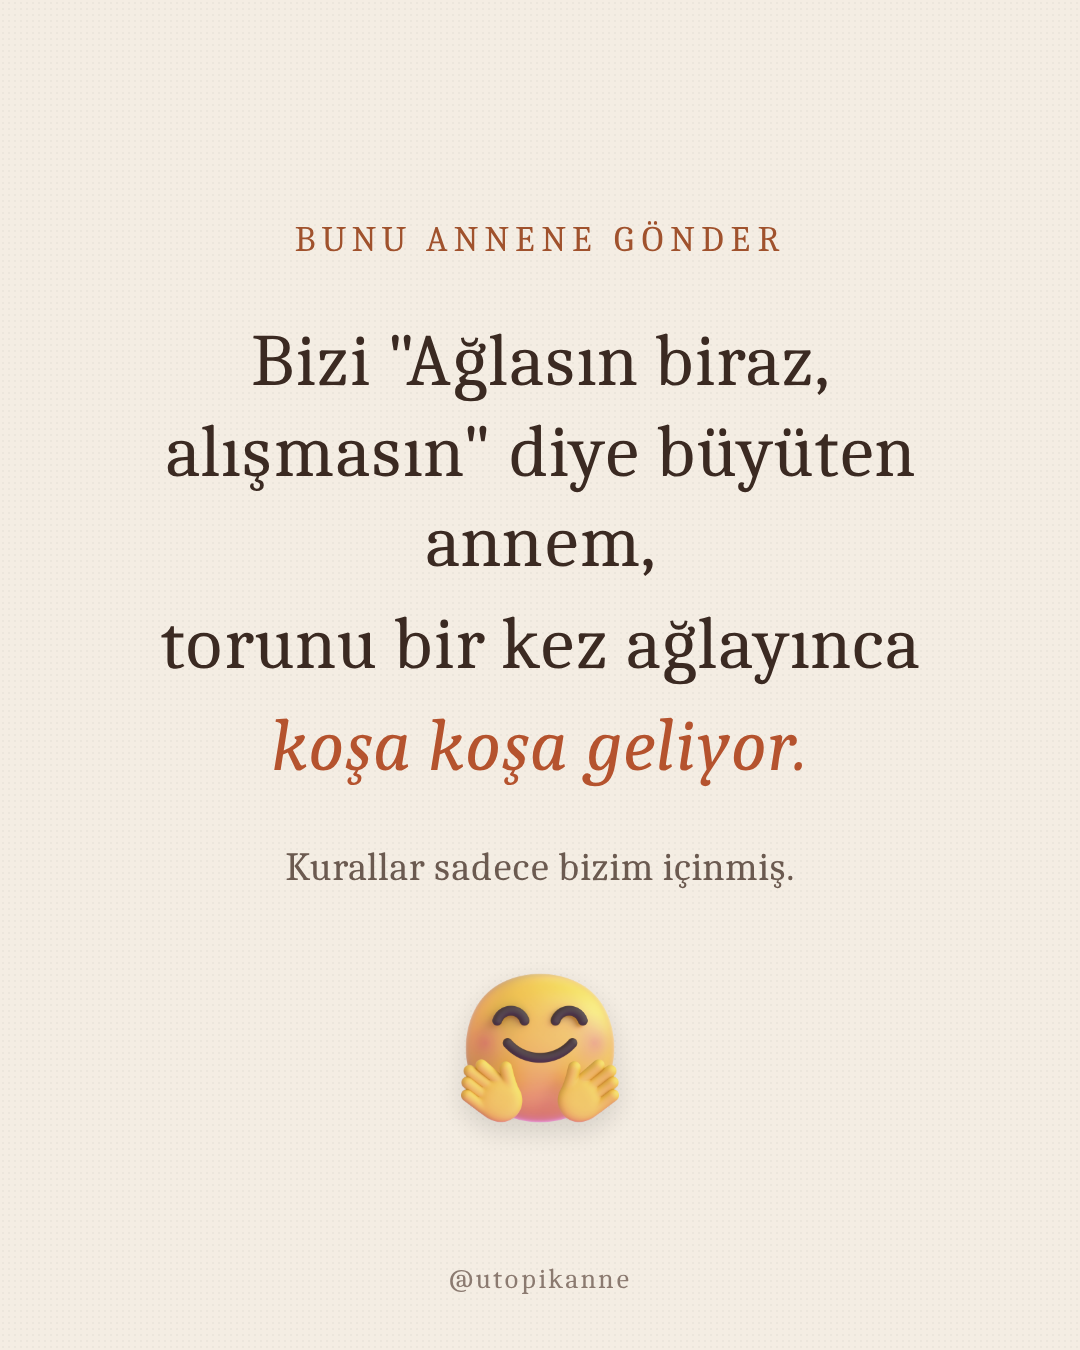 BUNU ANNENE GÖNDER
Bizi "Ağlasın biraz,
alışmasın" diye büyüten
annem,
torunu bir kez ağlayınca
koşa koşa geliyor.
Kurallar sadece bizim içinmiş.
@utopikanne